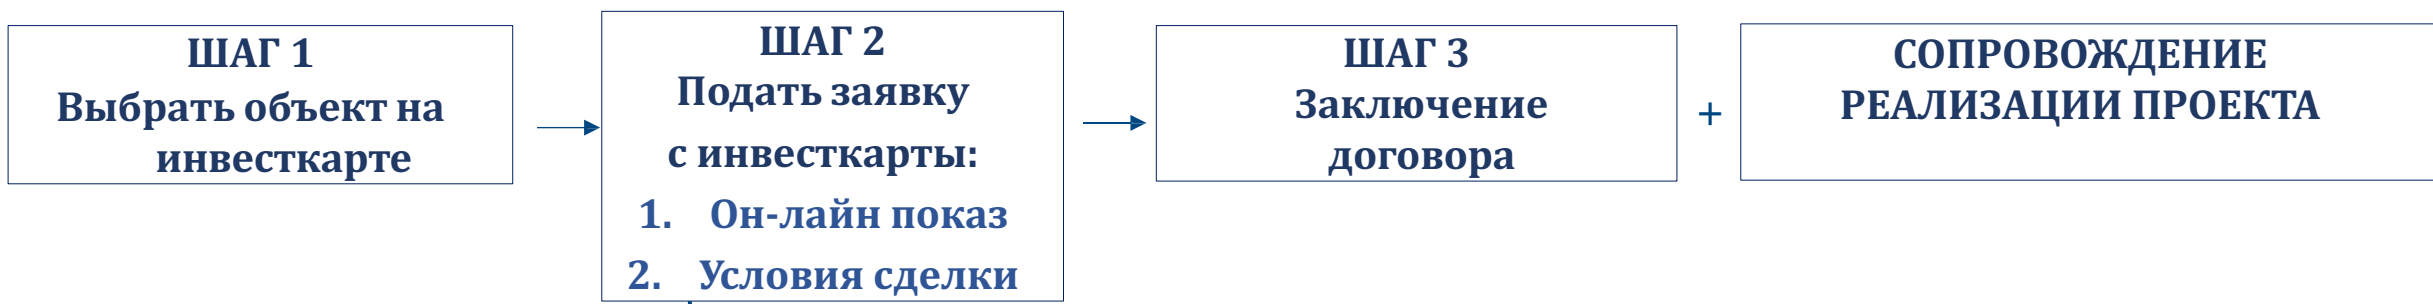 ШАГ 1
Выбрать объект на
инвесткарте
ШАГ 2
Подать заявку
с инвесткарты:
1. Он-лайн показ
2. Условия сделки
ШАГ 3
Заключение
договора
+
СОПРОВОЖДЕНИЕ
РЕАЛИЗАЦИИ ПРОЕКТА